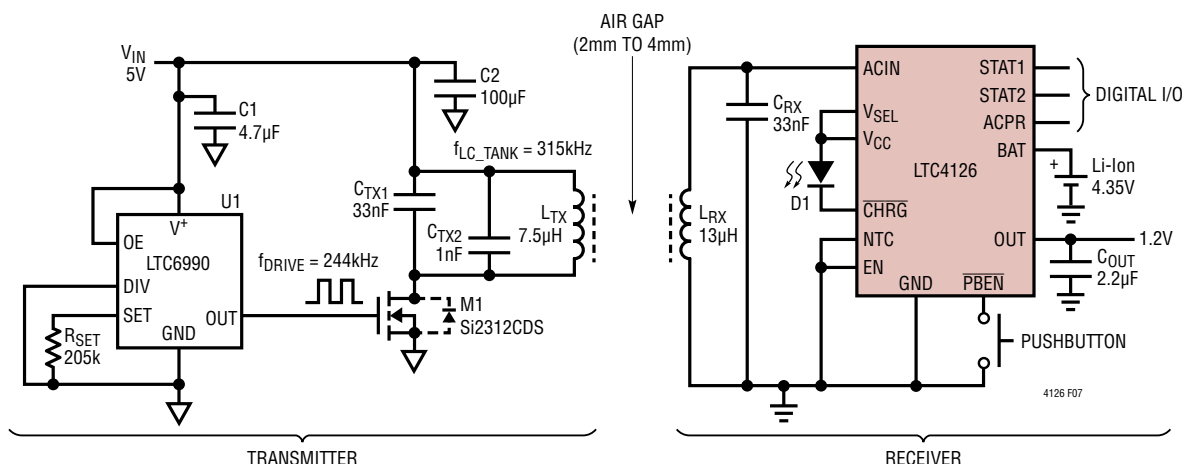 AIR GAP
(2mm TO 4mm)
VIN
5V
C1
4.7µF
C2
100µF
fLC_TANK = 315kHz
CTX1
33nF
CTX2
1nF
LTX
7.5µH
U1
V+
OE
LTC6990
DIV
SET
OUT
GND
RSET
205k
fDRIVE = 244kHz
M1
Si2312CDS
TRANSMITTER
CRX
33nF
LRX
13µH
D1
ACIN
VSEL
VCC
CHRG
NTC
EN
GND
PBEN
LTC4126
STAT1
STAT2
ACPR
BAT
OUT
DIGITAL I/O
+
Li-Ion
4.35V
1.2V
COUT
2.2µF
PUSHBUTTON
4126 F07
RECEIVER